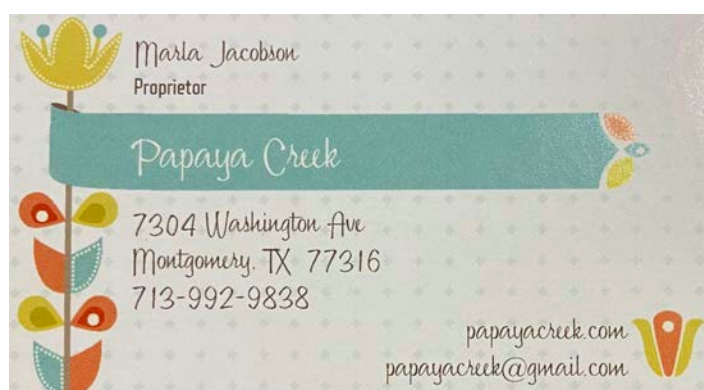 Marla Jacobson
Proprietor
Papaya Creek
7304 Washington Ave
Montgomery, TX 77316
713-992-9838
papayacreek.com
papayacreek@gmail.com